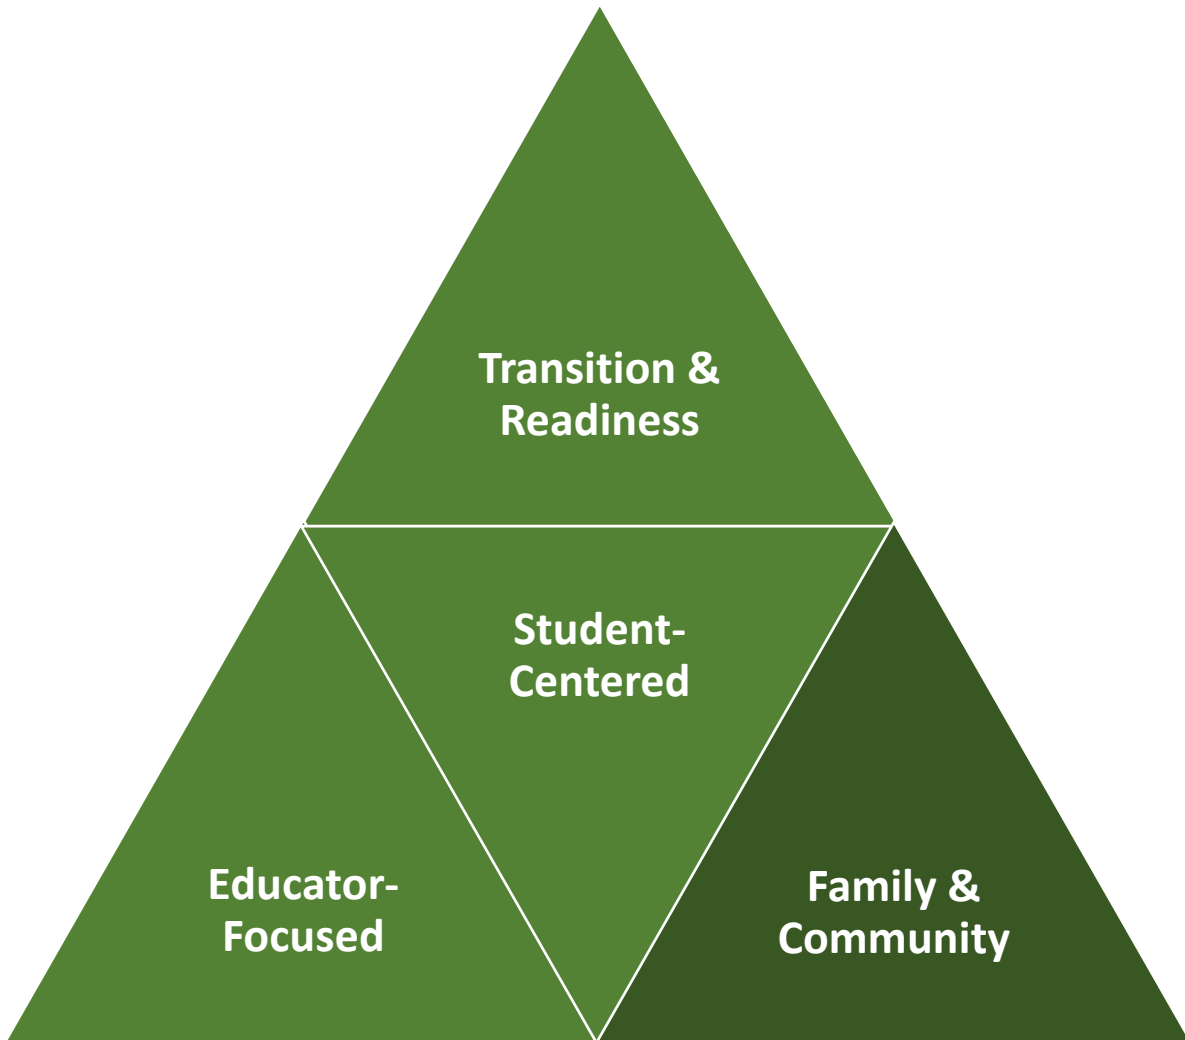 Transition &
Readiness
Student-
Centered
Educator-
Focused
Family &
Community